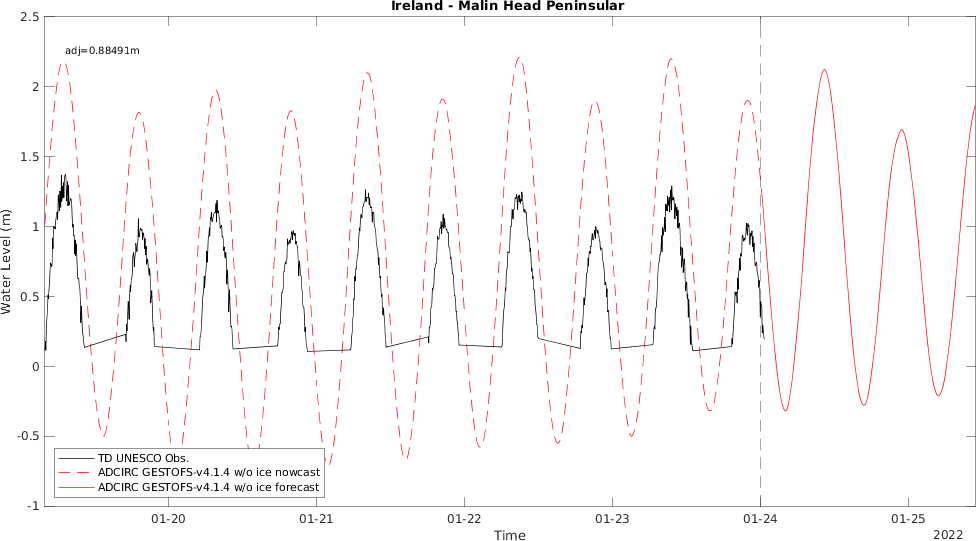 Ireland - Malin Head Peninsular
adj=0.88491m
2.5
2
1.5
1
0.5
0
-0.5
-1
Water Level (m)
TD UNESCO Obs.
ADCIRC GESTOFS-v4.1.4 w/o ice nowcast
ADCIRC GESTOFS-v4.1.4 w/o ice forecast
01-20 01-21 01-22 01-23 01-24 01-25
Time
2022